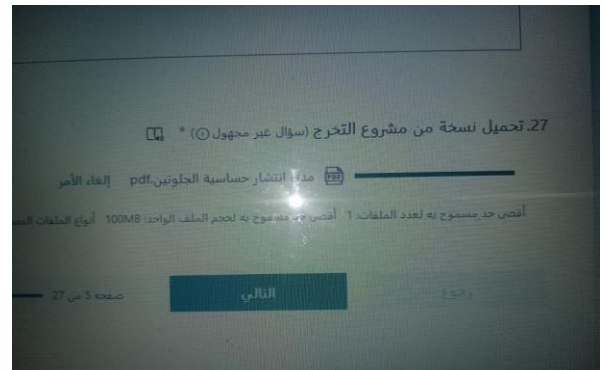 27. تحميل نسخة من مشروع التخرج (سؤال غير مجهول) *
مدى انتشار حساسية الجلوتين.pdf إلغاء الأمر
أقصى حد مسموح به لعدد الملفات: 1 أقصى حد مسموح به لحجم الملف الواحد: 100MB أنواع الملفات
رجوع
التالي
صفحة 5 من 27